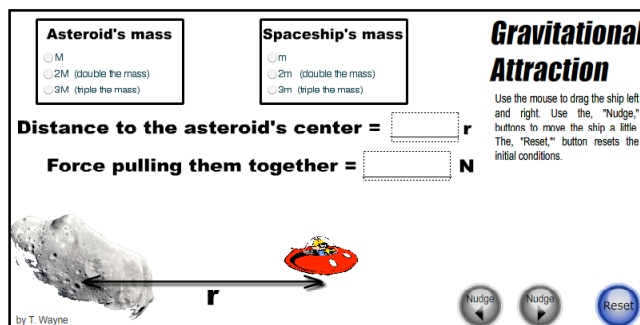 Asteroid's mass
M
2M (double the mass)
3M (triple the mass)
Spaceship's mass
m
2m (double the mass)
3m (triple the mass)
Gravitational
Attraction
Use the mouse to drag the ship left
and right. Use the, "Nudge,"
buttons to move the ship a little.
The, "Reset,"' button resets the
initial conditions.
Distance to the asteroid's center = r
Force pulling them together = N
r
by T. Wayne
Nudge
Nudge
Reset